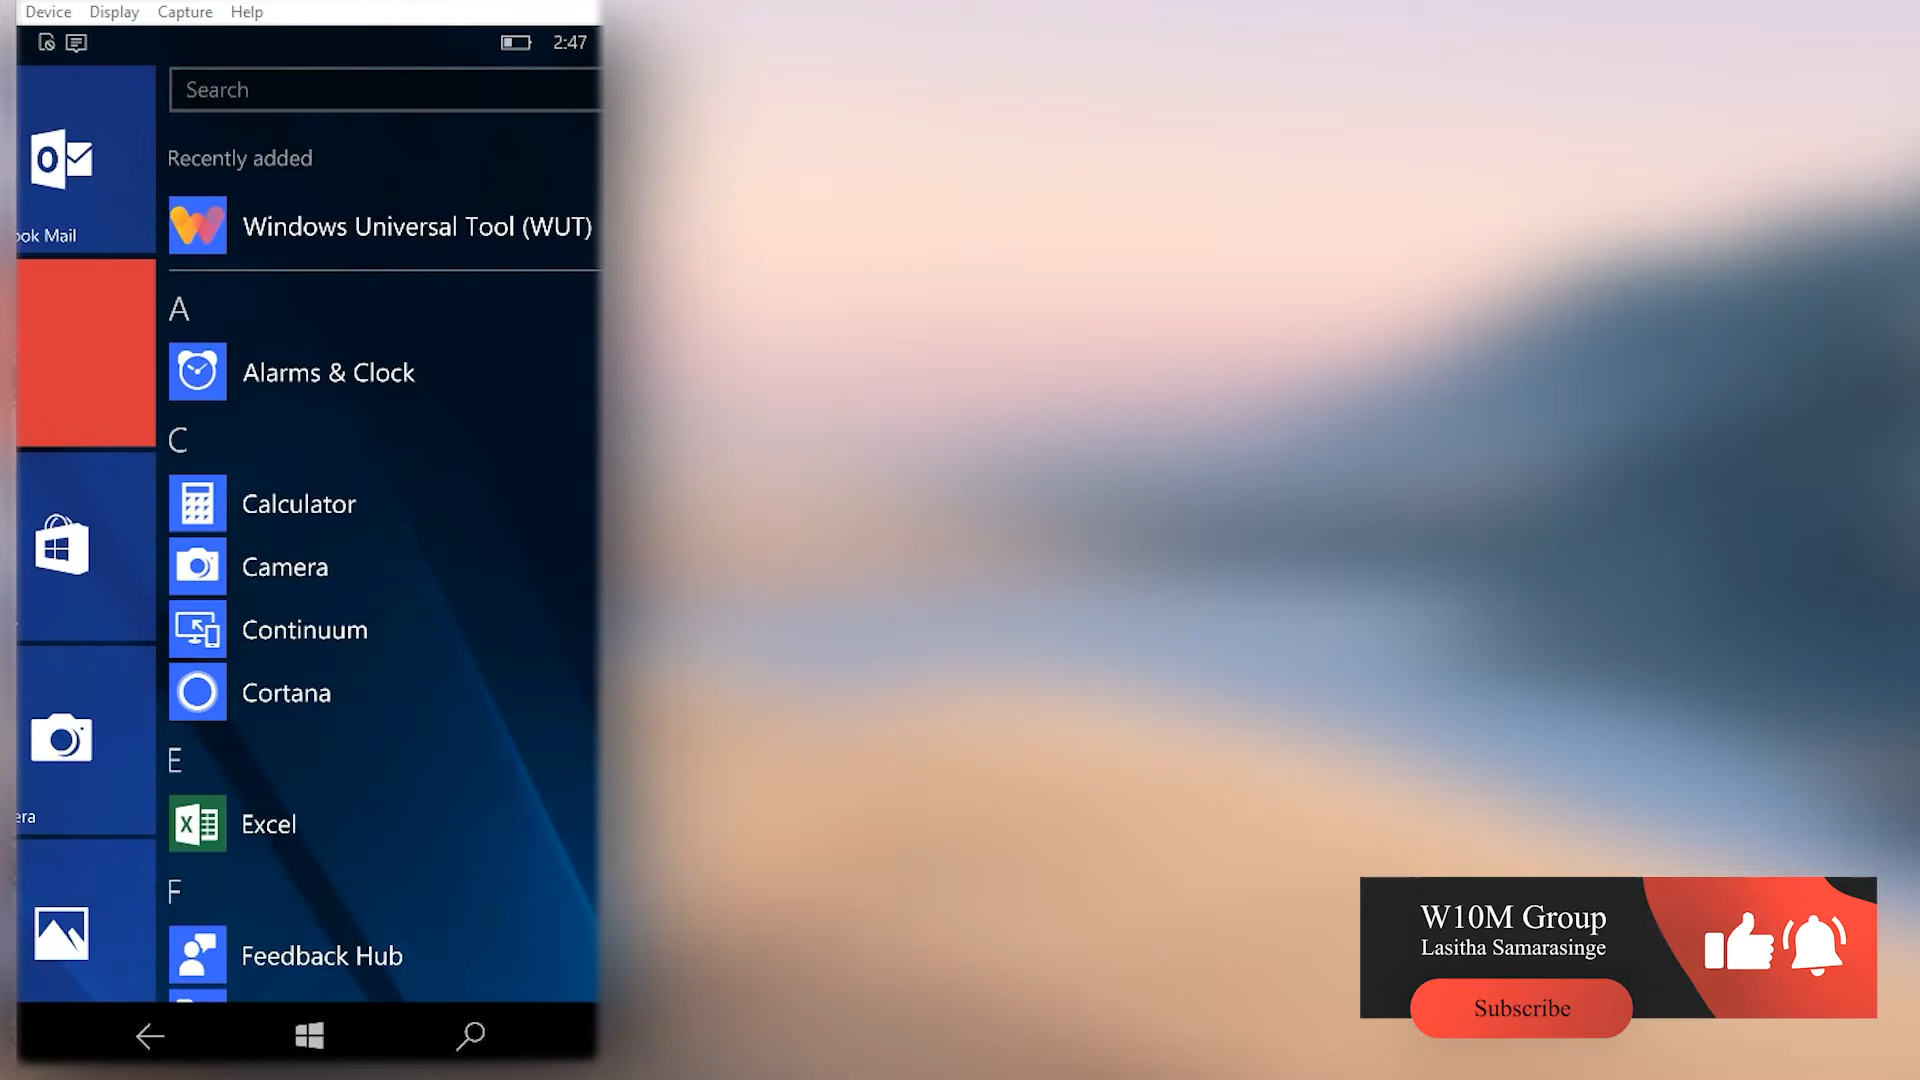 Device Display Capture Help
2:47
Search
Recently added
Windows Universal Tool (WUT)
A
Alarms & Clock
C
Calculator
Camera
Continuum
Cortana
E
Excel
F
Feedback Hub
ook Mail
era
W10M Group
Lasitha Samarasinge
Subscribe